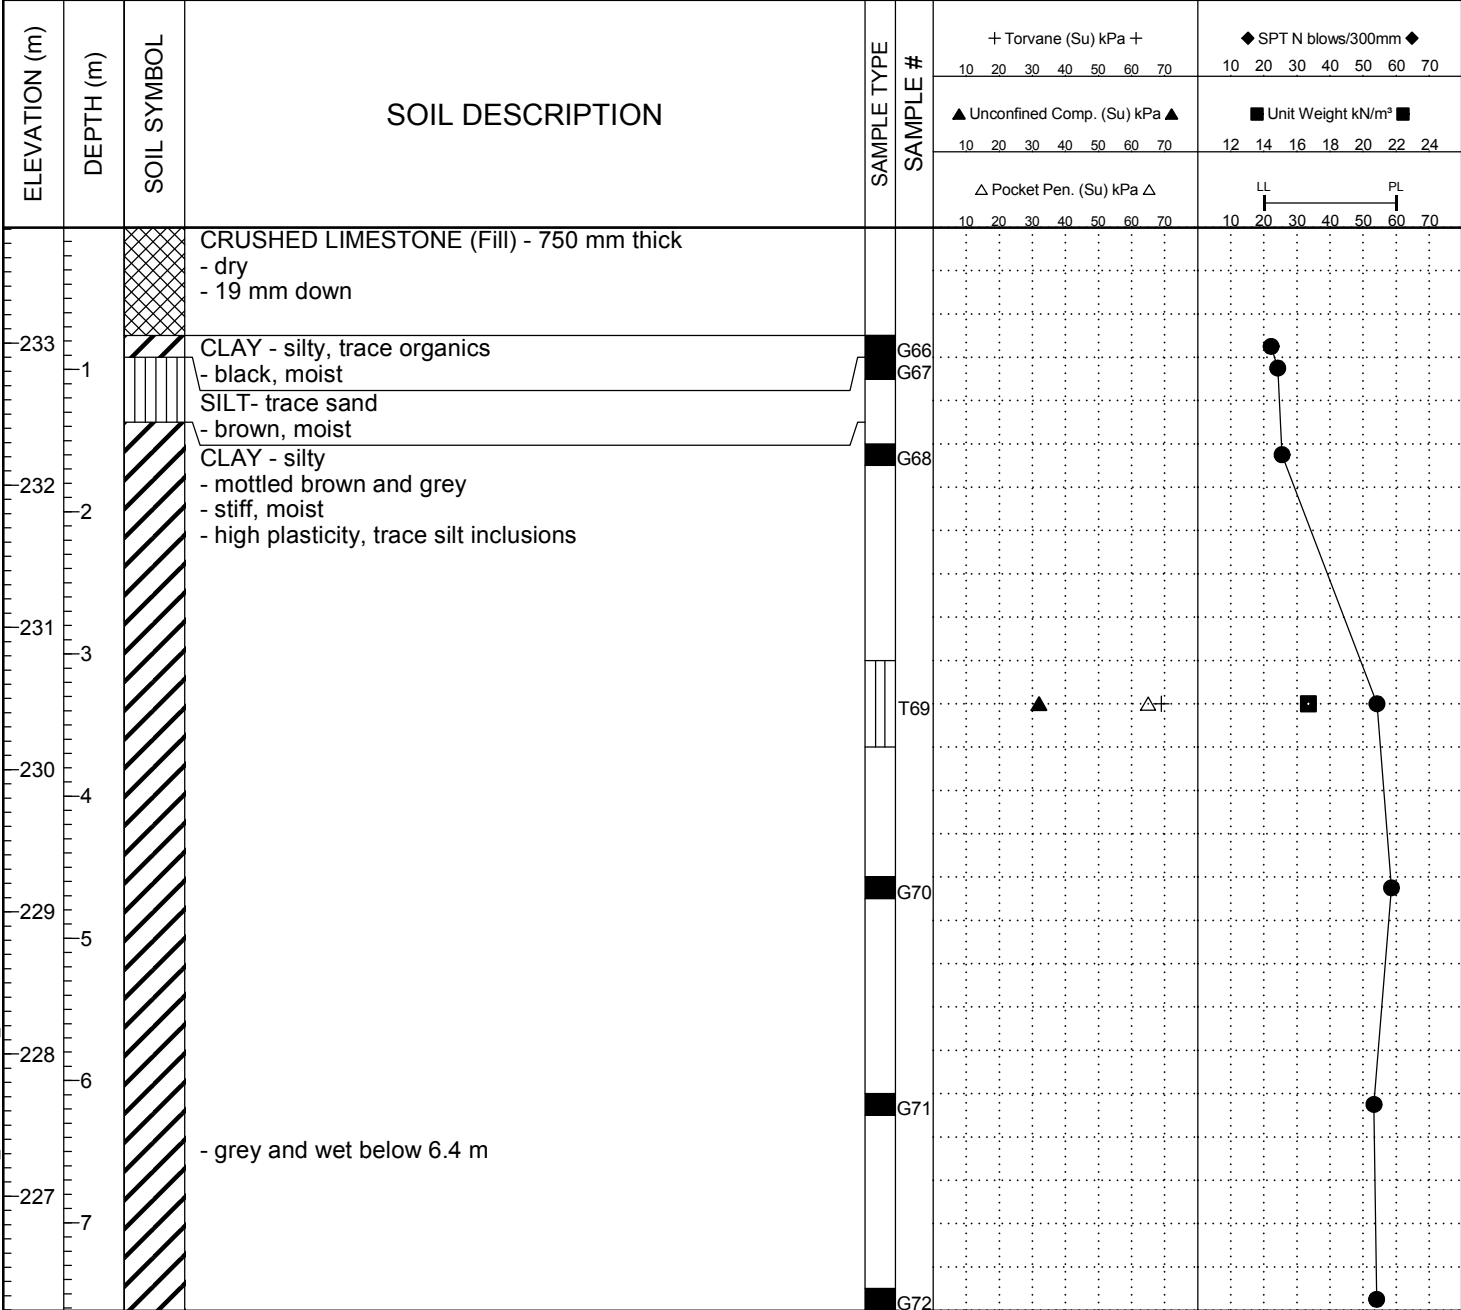 ELEVATION (m)
DEPTH (m)
SOIL SYMBOL
SOIL DESCRIPTION
SAMPLE TYPE
SAMPLE #
+ Torvane (Su) kPa +
10 20 30 40 50 60 70
▲ Unconfined Comp. (Su) kPa ▲
10 20 30 40 50 60 70
△ Pocket Pen. (Su) kPa △
10 20 30 40 50 60 70
◆ SPT N blows/300mm ◆
10 20 30 40 60 70
■ Unit Weight kN/m³ ■
12 14 16 18 20 22 24
LL PL
10 20 30 40 60 70
CRUSHED LIMESTONE (Fill) - 750 mm thick
- dry
- 19 mm down
233
CLAY - silty, trace organics
G66
1
- black, moist
G67
SILT- trace sand
- brown, moist
CLAY - silty
G68
232
- mottled brown and grey
2
- stiff, moist
- high plasticity, trace silt inclusions
231
3
T69
230
4
G70
229
5
228
6
G71
- grey and wet below 6.4 m
227
7
G72